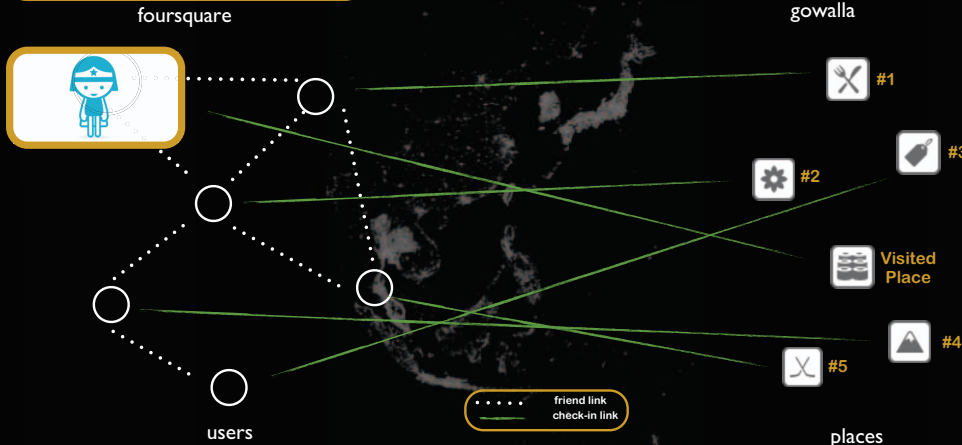 foursquare
gowalla
#1
#3
#2
Visited
Place
#4
#5
friend link
check-in link
users
places